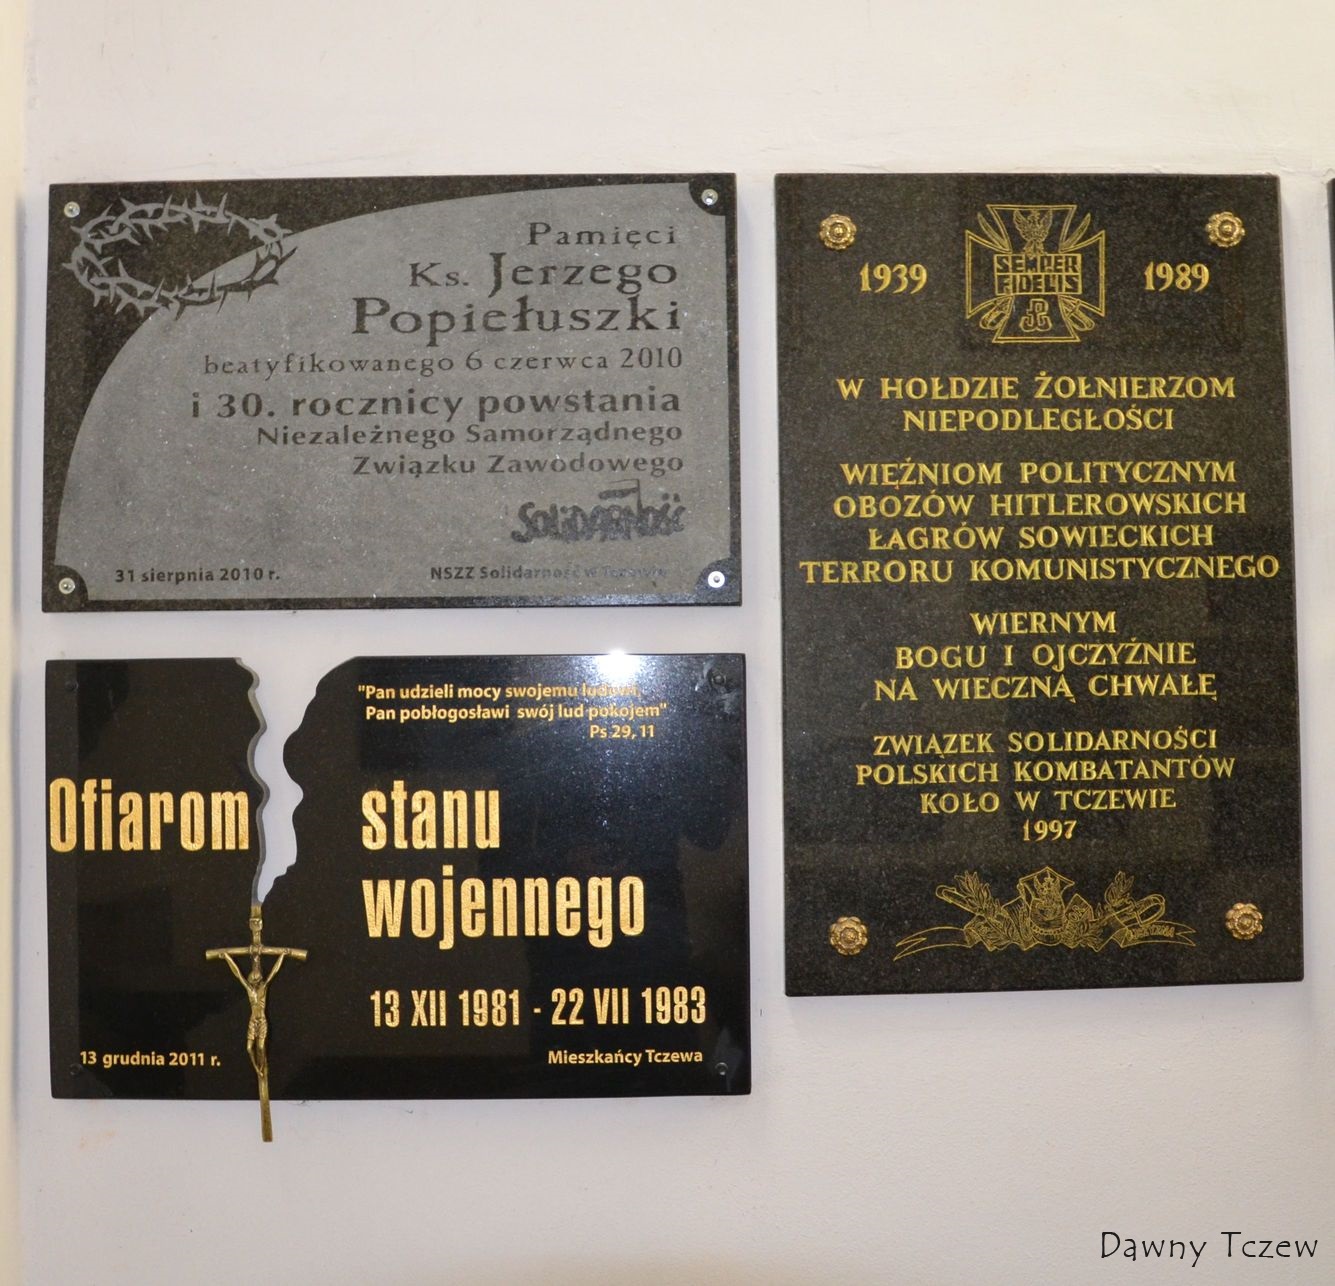 Pamięci
Ks. Jerzego
Popiełuszki
beatyfikowanego 6 czerwca 2010
i 30. rocznicy powstania
Niezależnego Samorządnego
Związku Zawodowego
Solidarność
31 sierpnia 2010 r.
NSZZ Solidarność w Tczewie
"Pan udzieli mocy swojemu ludowi,
Pan pobłogosławi swój lud pokojem"
Ps 29, 11
Ofiarom stanu
wojennego
13 XII 1981 - 22 VII 1983
13 grudnia 2011 r.
Mieszkańcy Tczewa
1939
SEMPER
FIDELIS
1989
W HOŁDZIE ŻOŁNIERZOM
NIEPODLEGŁOŚCI
WIĘŹNIOM POLITYCZNYM
OBOZÓW HITLEROWSKICH
ŁAGRÓW SOWIECKICH
TERRORU KOMUNISTYCZNEGO
WIERNYM
BOGU I OJCZYŹNIE
NA WIECZNĄ CHWAŁĘ
ZWIĄZEK SOLIDARNOŚCI
POLSKICH KOMBATANTÓW
KOŁO W TCZEWIE
1997
Dawny Tczew